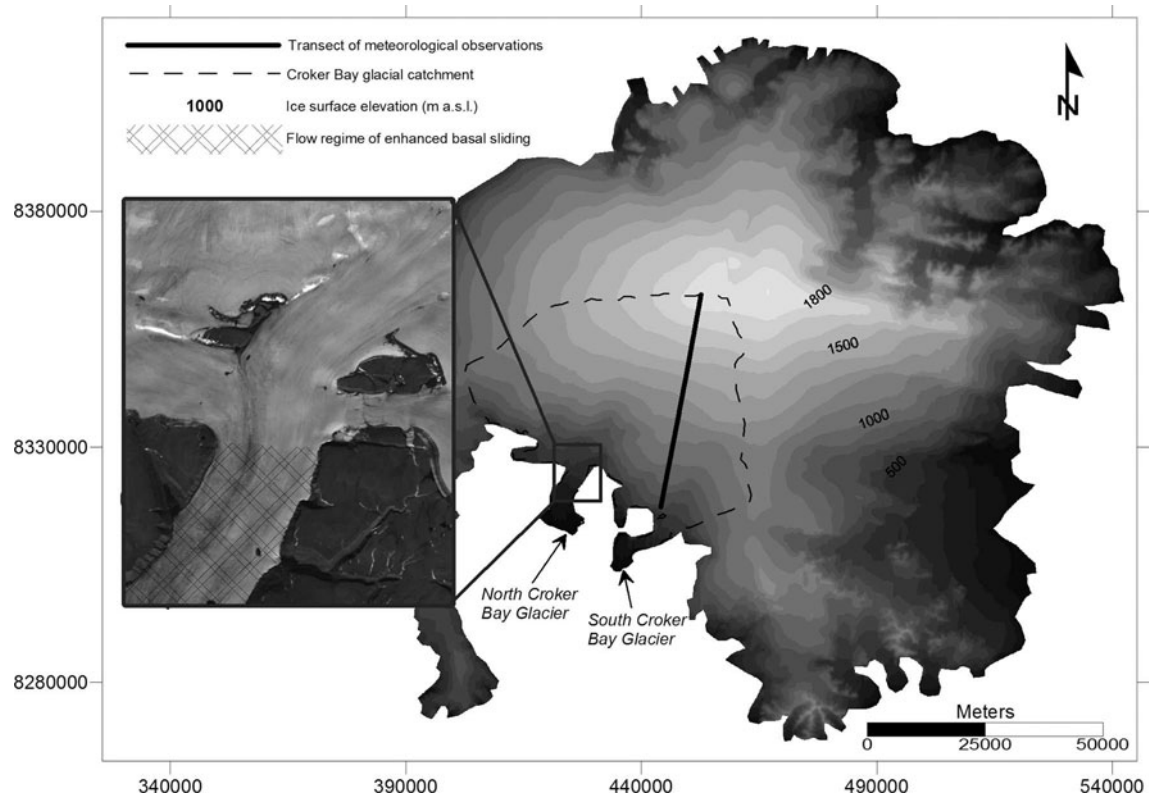 Transect of meteorological observations
Croker Bay glacial catchment
1000 Ice surface elevation (m a.s.l.)
Flow regime of enhanced basal sliding
N
8380000
8330000
8280000
1800
1500
1000
500
North Croker
Bay Glacier
South Croker
Bay Glacier
Meters
0 25000 50000
340000 390000 440000 490000 540000